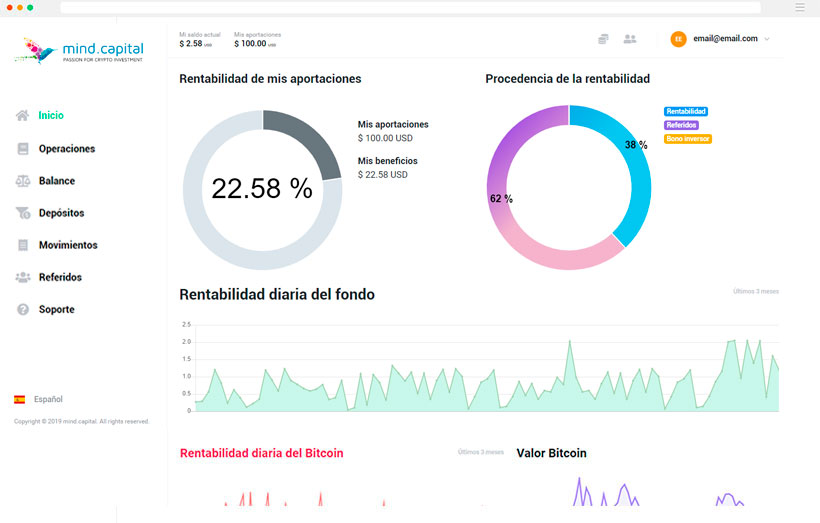 mind.capital
PASSION FOR CRYPTO INVESTMENT
Inicio
Operaciones
Balance
Depósitos
Movimientos
Referidos
Soporte
Español
Copyright © 2019 mind.capital. All rights reserved.
Mi saldo actual
$ 2.58 USD
Mis aportaciones
$ 100.00 USD
EE
email@email.com
Rentabilidad de mis aportaciones
22.58 %
Mis aportaciones
$ 100.00 USD
Mis beneficios
$ 22.58 USD
Procedencia de la rentabilidad
38 %
62 %
Rentabilidad
Referidos
Bono inversor
Rentabilidad diaria del fondo
Últimos 3 meses
2.5
2.0
1.5
1.0
0.5
0
Rentabilidad diaria del Bitcoin
Últimos 3 meses
Valor Bitcoin